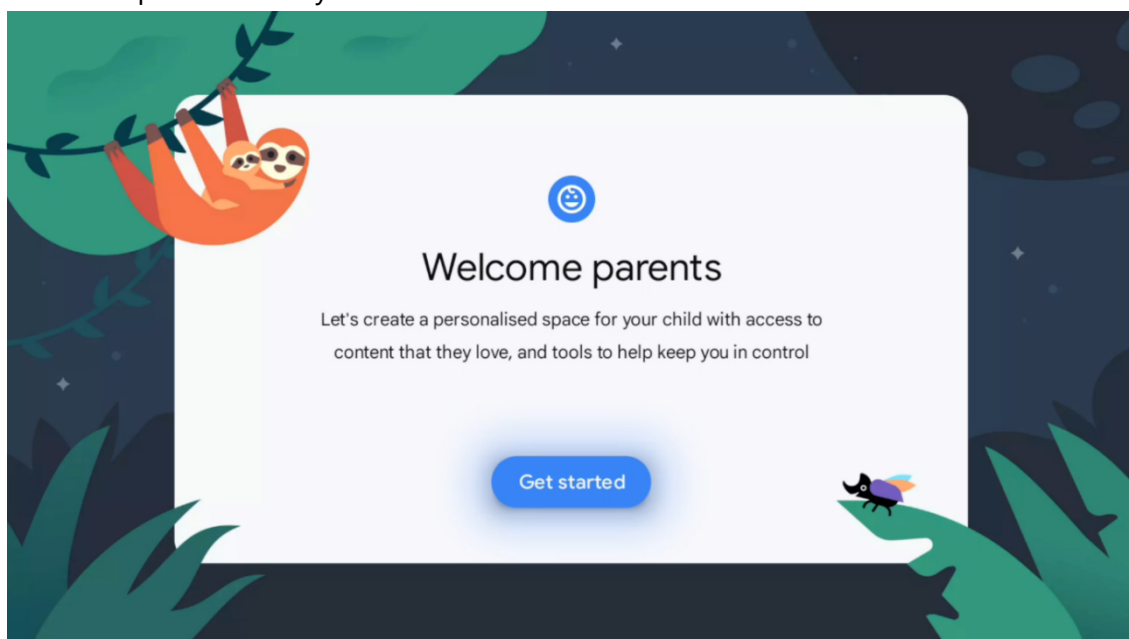 Welcome parents
Let's create a personalised space for your child with access to
content that they love, and tools to help keep you in control
Get started